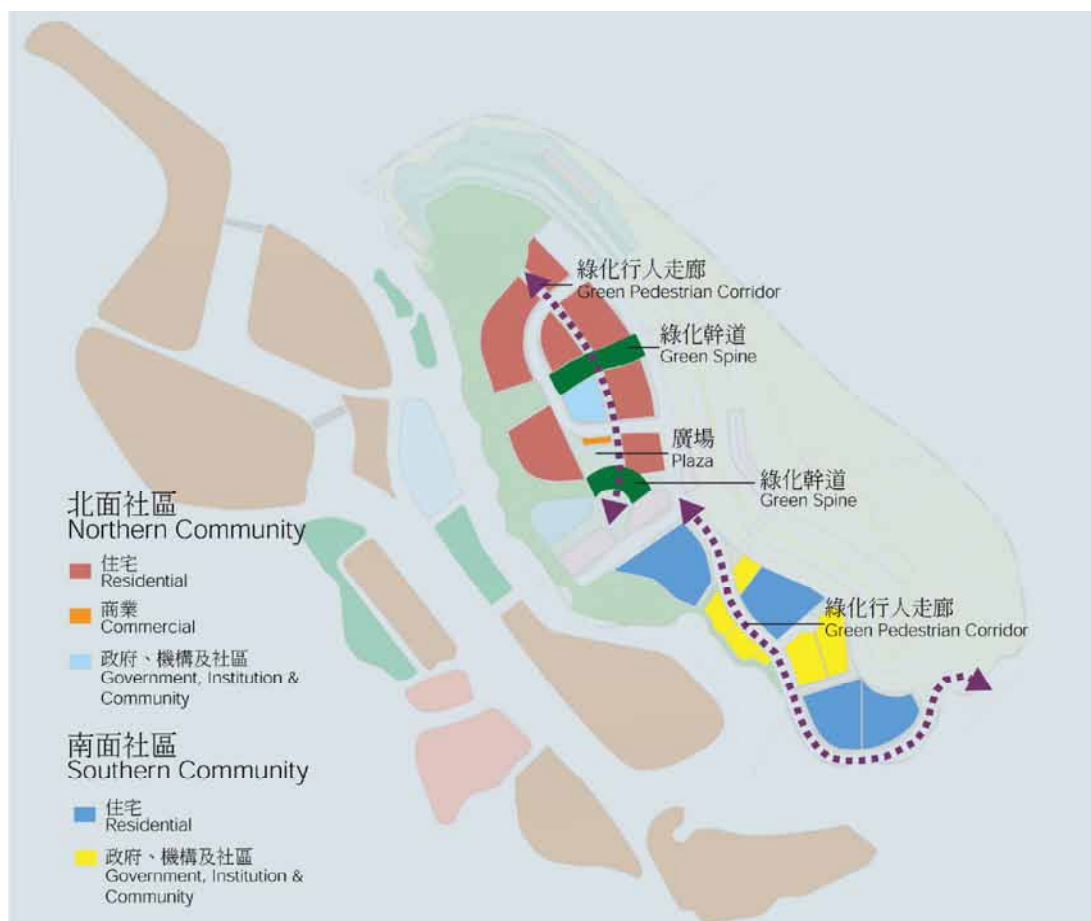 綠化行人走廊
Green Pedestrian Corridor
綠化幹道
Green Spine
廣場
Plaza
綠化幹道
Green Spine
綠化行人走廊
Green Pedestrian Corridor
北面社區
Northern Community
住宅
Residential
商業
Commercial
政府、機構及社區
Government, Institution &
Community
南面社區
Southern Community
住宅
Residential
政府、機構及社區
Government, Institution &
Community